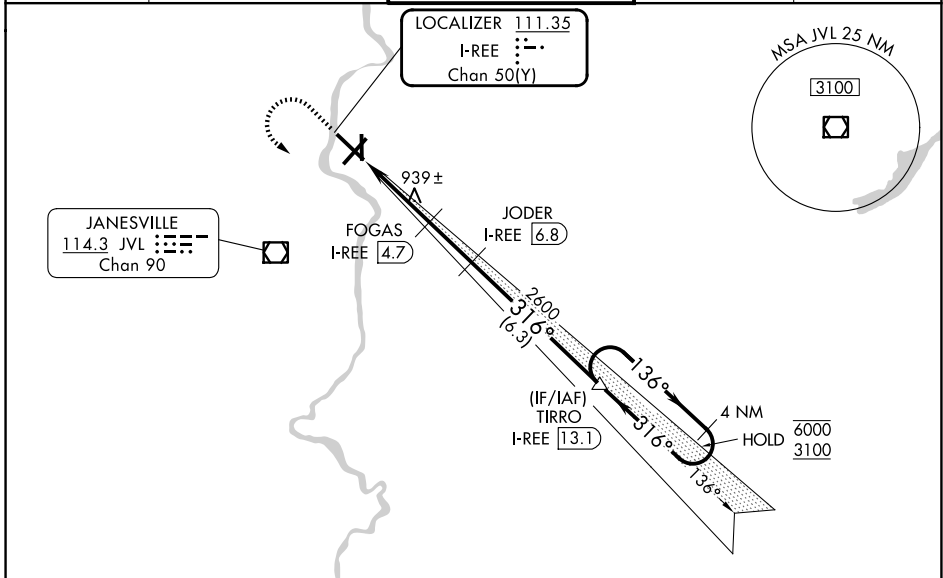 LOCALIZER 111.35
I-REE
Chan 50(Y)
MSA JVL 25 NM
3100
939 ±
JODER
I-REE 6.8
FOGAS
I-REE 4.7
JANESVILLE
114.3 JVL
Chan 90
2600
316°
(6.3)
136°
(IF/IAF)
TIRRO
I-REE 13.1
4 NM
HOLD
6000
3100
316°
136°